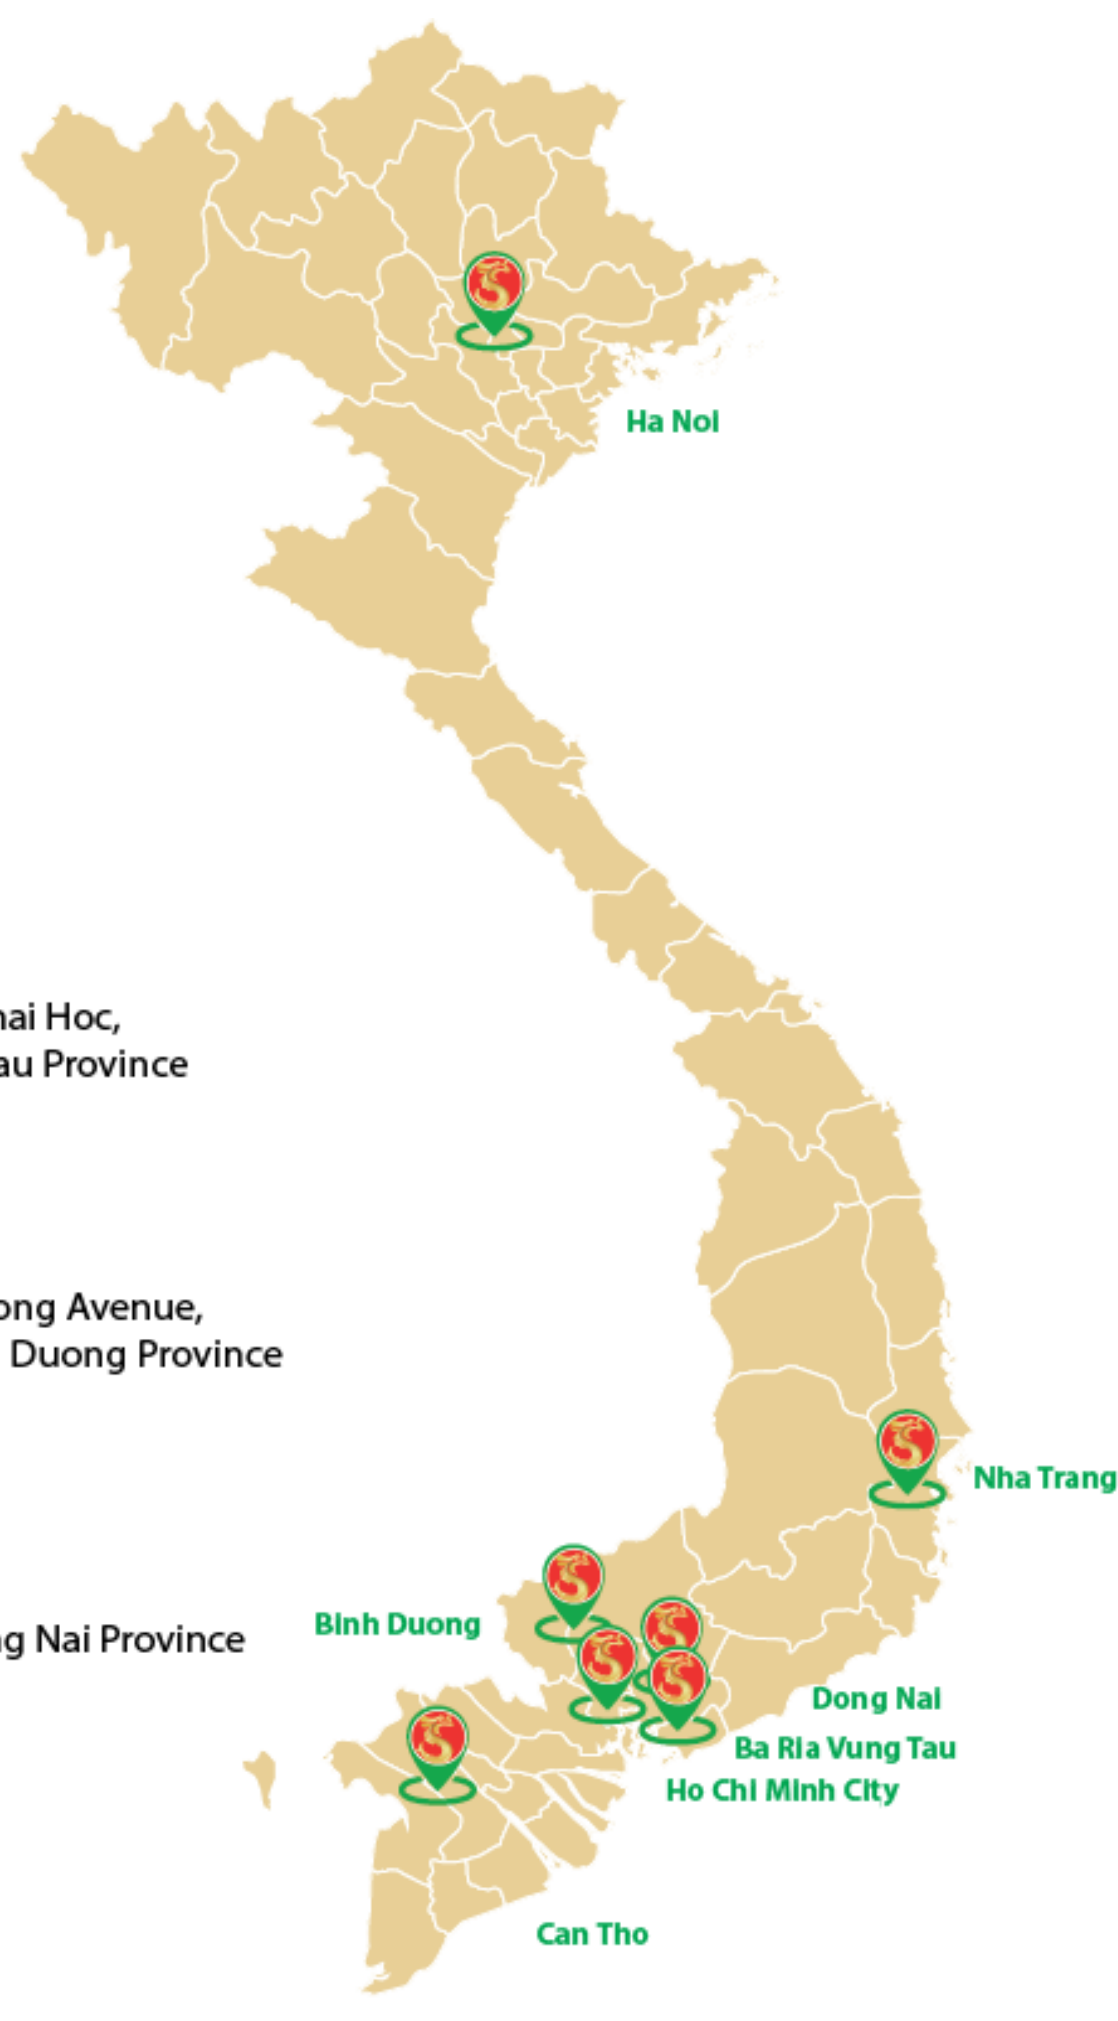 Ha Noi
hai Hoc,
au Province
ong Avenue,
Duong Province
Nha Trang
Binh Duong
g Nai Province
Dong Nai
Ba Ria Vung Tau
Ho Chi Minh City
Can Tho